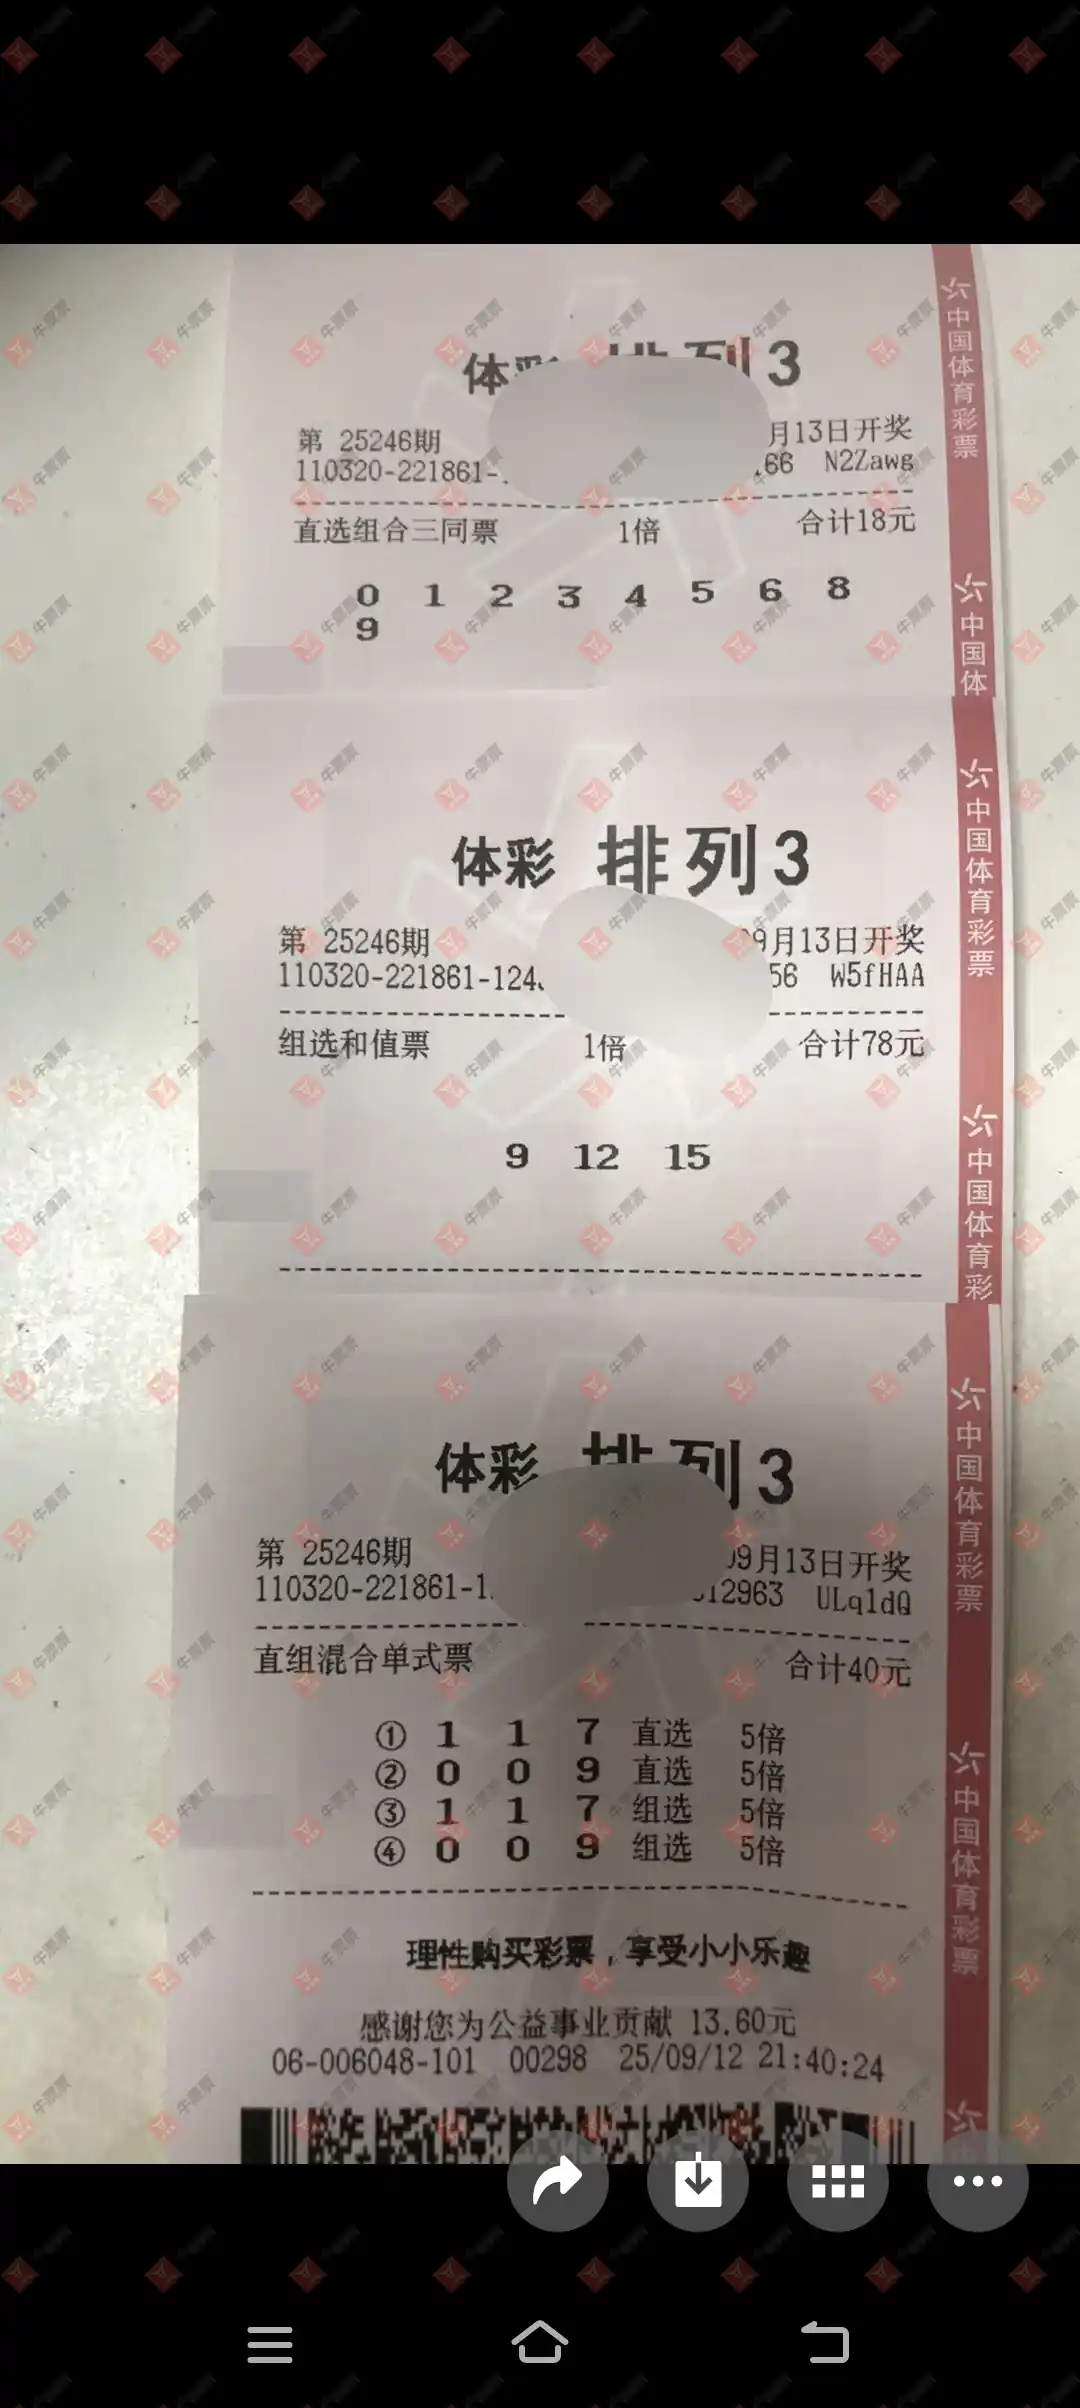 体彩 排列3
第 25246期 月13日开奖
110320-221861- 66 N2Zawg
直选组合三同票 1倍 合计18元
0 1 2 3 4 5 6 8
9
体彩 排列3
第 25246期 09月13日开奖
110320-221861-124 56 W5fHAA
组选和值票 1倍 合计78元
9 12 15
体彩 排列3
第 25246期 09月13日开奖
110320-221861-1 12963 ULqldQ
直组混合单式票 合计40元
① 1 1 7 直选 5倍
② 0 0 9 直选 5倍
③ 1 1 7 组选 5倍
④ 0 0 9 组选 5倍
理性购买彩票，享受小小乐趣
感谢您为公益事业贡献 13.60元
06-006048-101 00298 25/09/12 21:40:24
中国体育彩票
中国体
中国体育彩票
中国体育彩
中国体育彩票
中国体育彩票
牛票票